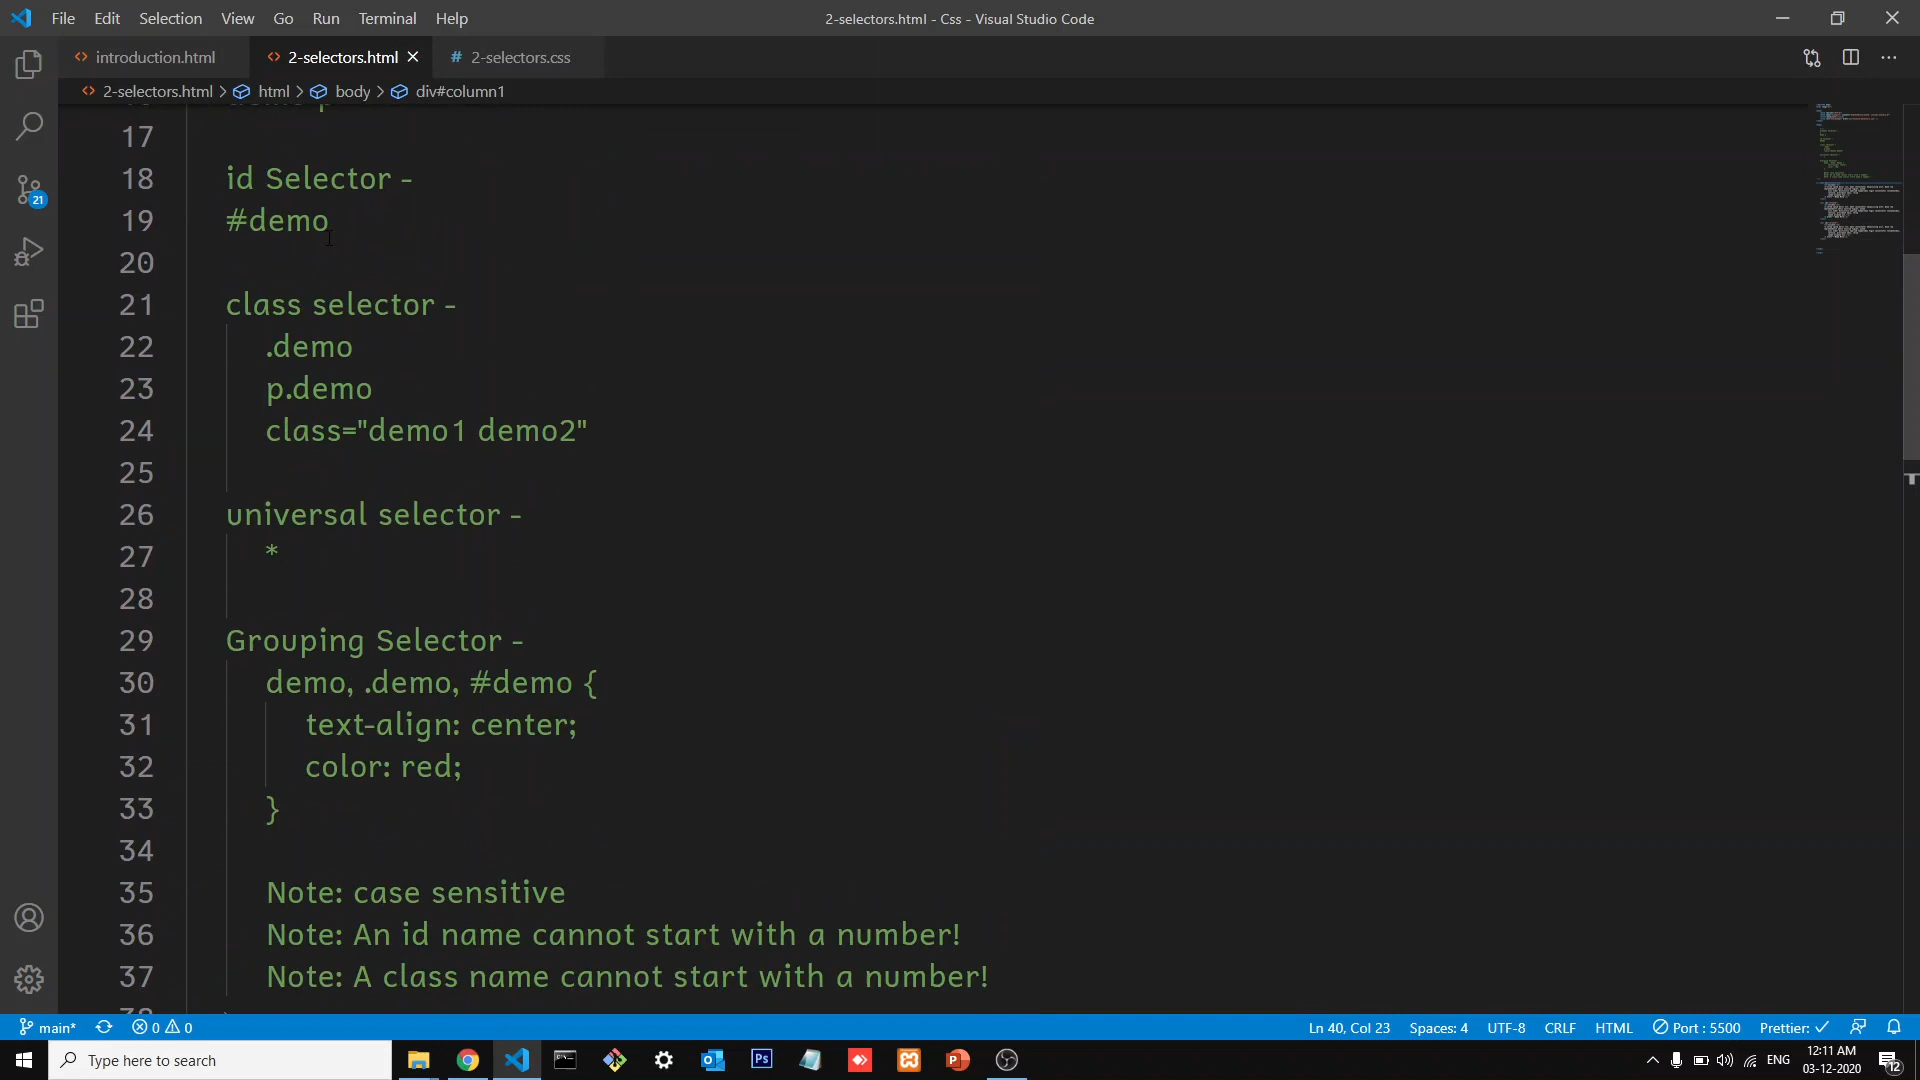 File Edit Selection View Go Run Terminal Help
2-selectors.html - Css - Visual Studio Code
introduction.html
2-selectors.html
# 2-selectors.css
2-selectors.html > html > body > div#column1
17
18 id Selector -
19 #demo
20
21 class selector -
22 .demo
23 p.demo
24 class="demo1 demo2"
25
26 universal selector -
27 *
28
29 Grouping Selector -
30 demo, .demo, #demo {
31 text-align: center;
32 color: red;
33 }
34
35 Note: case sensitive
36 Note: An id name cannot start with a number!
37 Note: A class name cannot start with a number!
21
main* 0 0 Ln 40, Col 23 Spaces: 4 UTF-8 CRLF HTML Port : 5500 Prettier: ✓
Type here to search
Ps
ENG
12:11 AM
03-12-2020
12